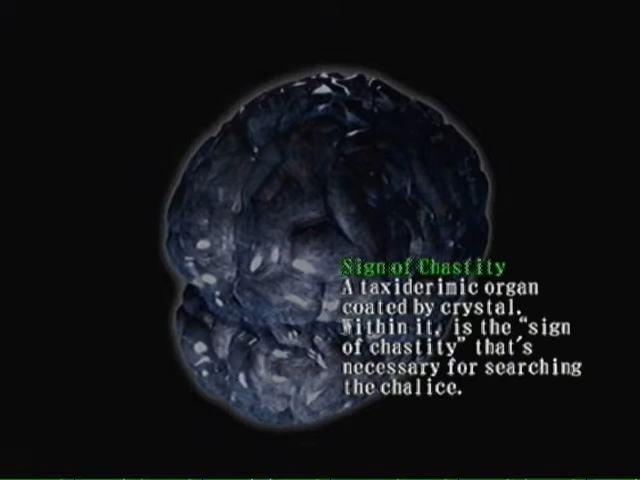 Sign of Chastity
A taxiderimic organ
coated by crystal.
Within it, is the "sign
of chastity" that's
necessary for searching
the chalice.